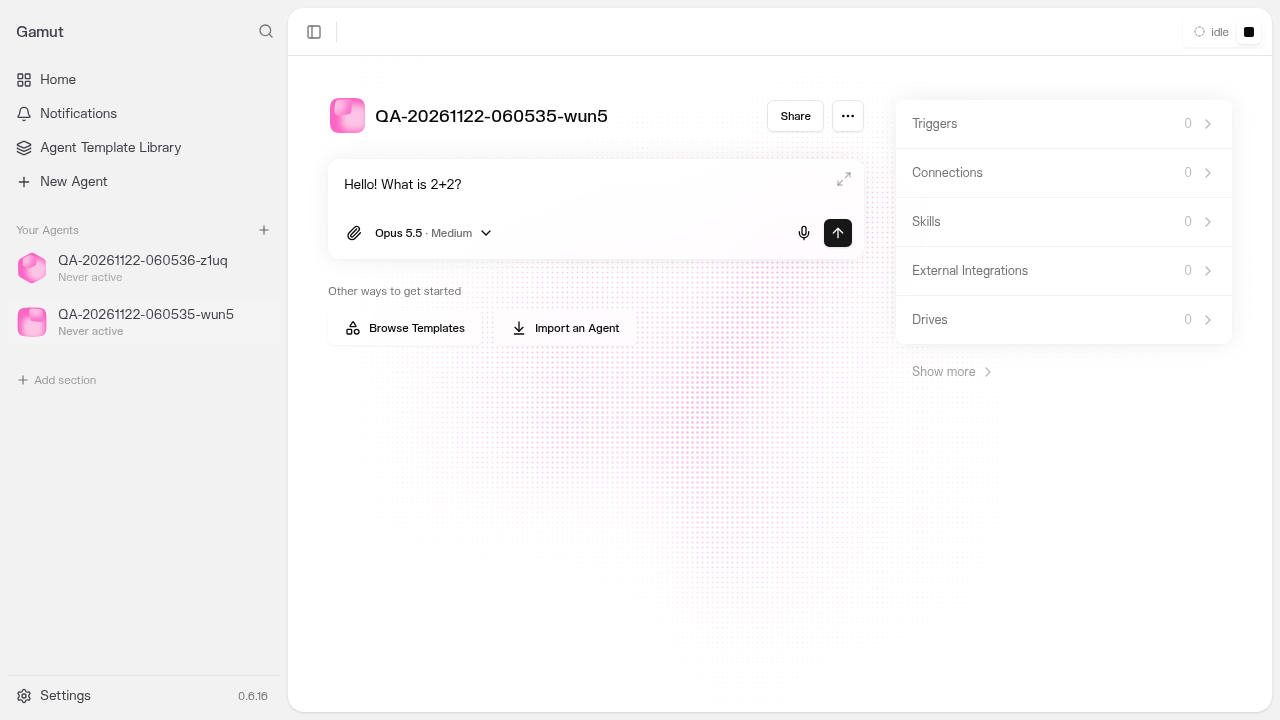 Gamut
Home
Notifications
Agent Template Library
New Agent
Your Agents
QA-20261122-060536-z1uq
Never active
QA-20261122-060535-wun5
Never active
Add section
Settings
0.6.16
idle
QA-20261122-060535-wun5
Share
Hello! What is 2+2?
Opus 5.5 · Medium
Other ways to get started
Browse Templates
Import an Agent
Triggers 0
Connections 0
Skills 0
External Integrations 0
Drives 0
Show more